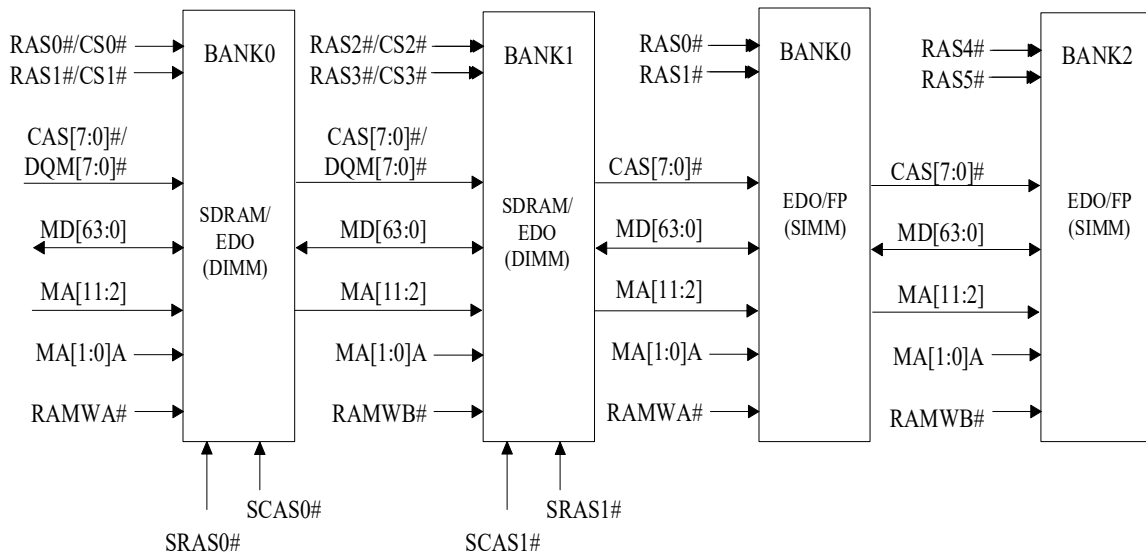 RAS0#/CS0#
RAS1#/CS1#
CAS[7:0]#/
DQM[7:0]#
MD[63:0]
MA[11:2]
MA[1:0]A
RAMWA#
BANK0
SDRAM/
EDO
(DIMM)
SCAS0#
SRAS0#
RAS2#/CS2#
RAS3#/CS3#
CAS[7:0]#/
DQM[7:0]#
MD[63:0]
MA[11:2]
MA[1:0]A
RAMWB#
BANK1
SDRAM/
EDO
(DIMM)
SRAS1#
SCAS1#
RAS0#
RAS1#
CAS[7:0]#
MD[63:0]
MA[11:2]
MA[1:0]A
RAMWA#
BANK0
EDO/FP
(SIMM)
RAS4#
RAS5#
CAS[7:0]#
MD[63:0]
MA[11:2]
MA[1:0]A
RAMWB#
BANK2
EDO/FP
(SIMM)